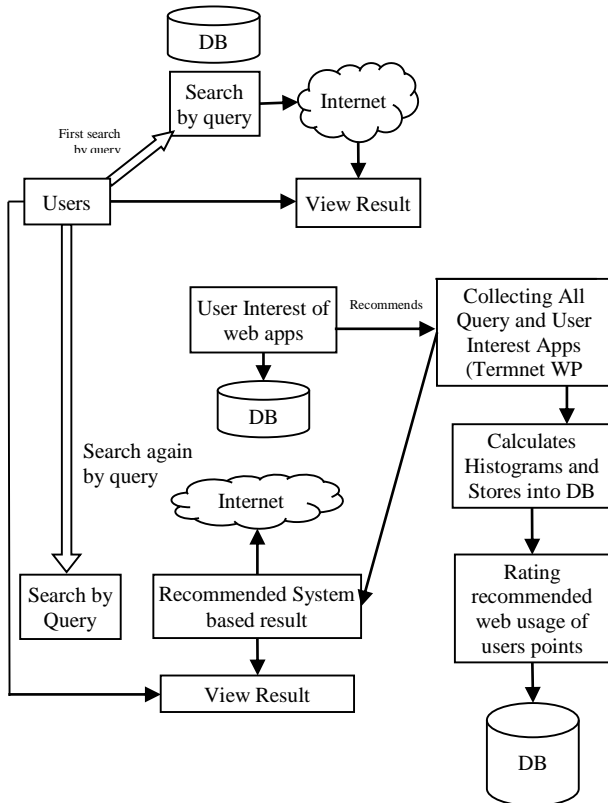 DB
Search
by query
Internet
First search
by query
Users
View Result
User Interest of
web apps
Recommends
Collecting All
Query and User
Interest Apps
(Termnet WP
DB
Calculates
Histograms and
Stores into DB
Search again
by query
Internet
Search by
Query
Recommended System
based result
Rating
recommended
web usage of
users points
View Result
DB